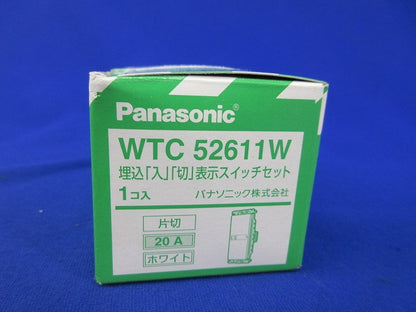 Panasonic®
WTC 52611W
埋込「入」「切」表示スイッチセット
1コ入
パナソニック株式会社
片切
20 A
ホワイト